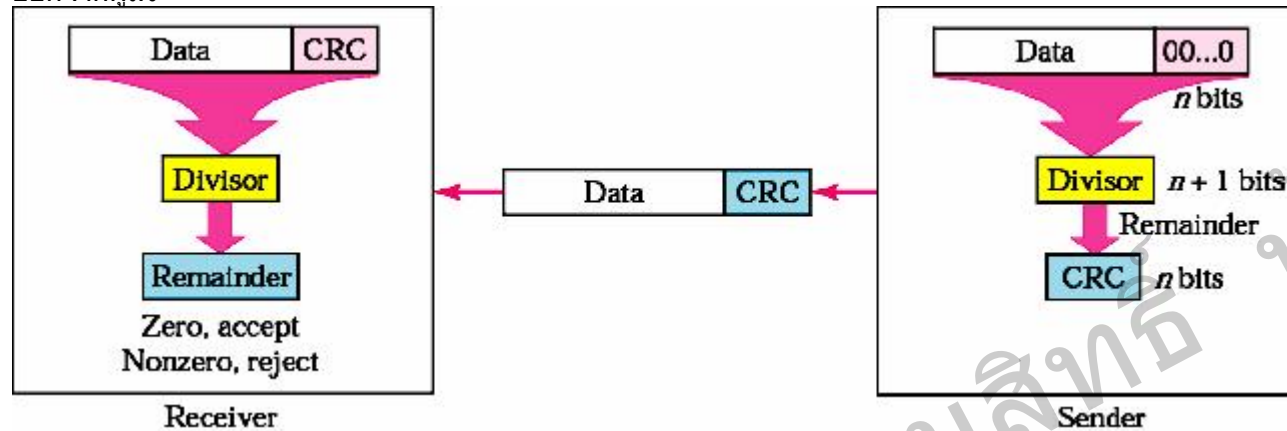 Data CRC
Divisor
Remainder
Zero, accept
Nonzero, reject
Receiver
Data CRC
Data 00...0
n bits
Divisor n + 1 bits
Remainder
CRC n bits
Sender